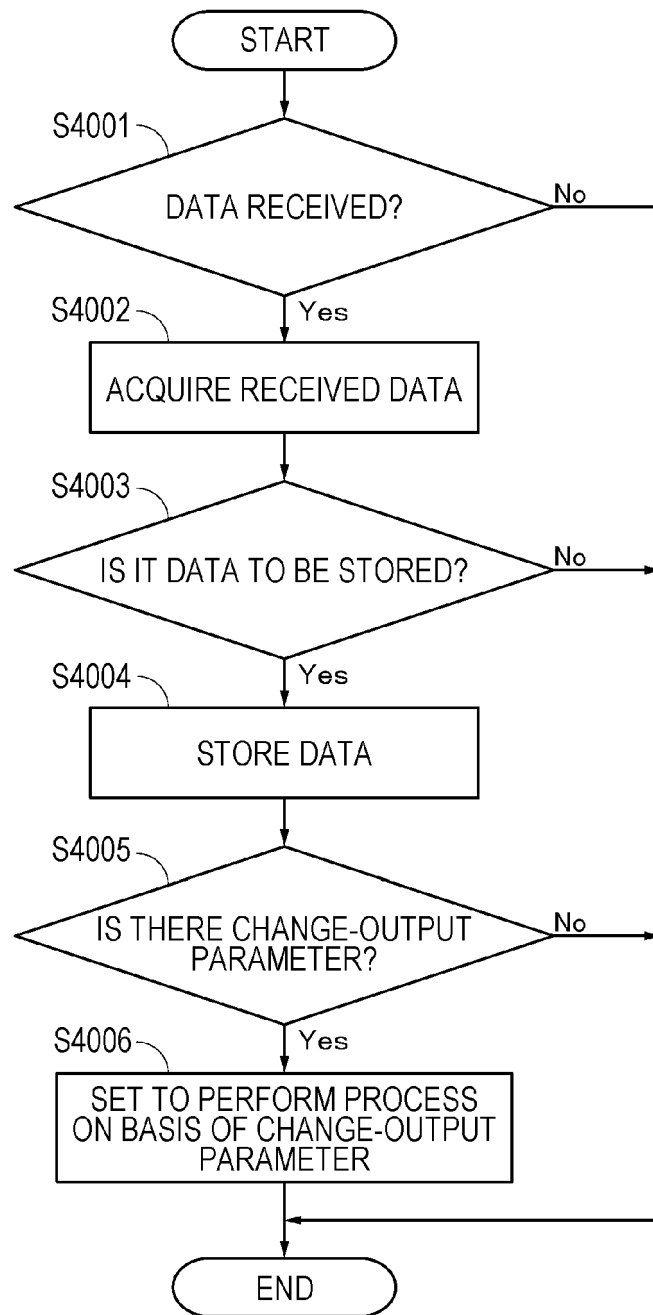 START
S4001
DATA RECEIVED?
No
Yes
S4002
ACQUIRE RECEIVED DATA
S4003
IS IT DATA TO BE STORED?
No
Yes
S4004
STORE DATA
S4005
IS THERE CHANGE-OUTPUT
PARAMETER?
No
Yes
S4006
SET TO PERFORM PROCESS
ON BASIS OF CHANGE-OUTPUT
PARAMETER
END